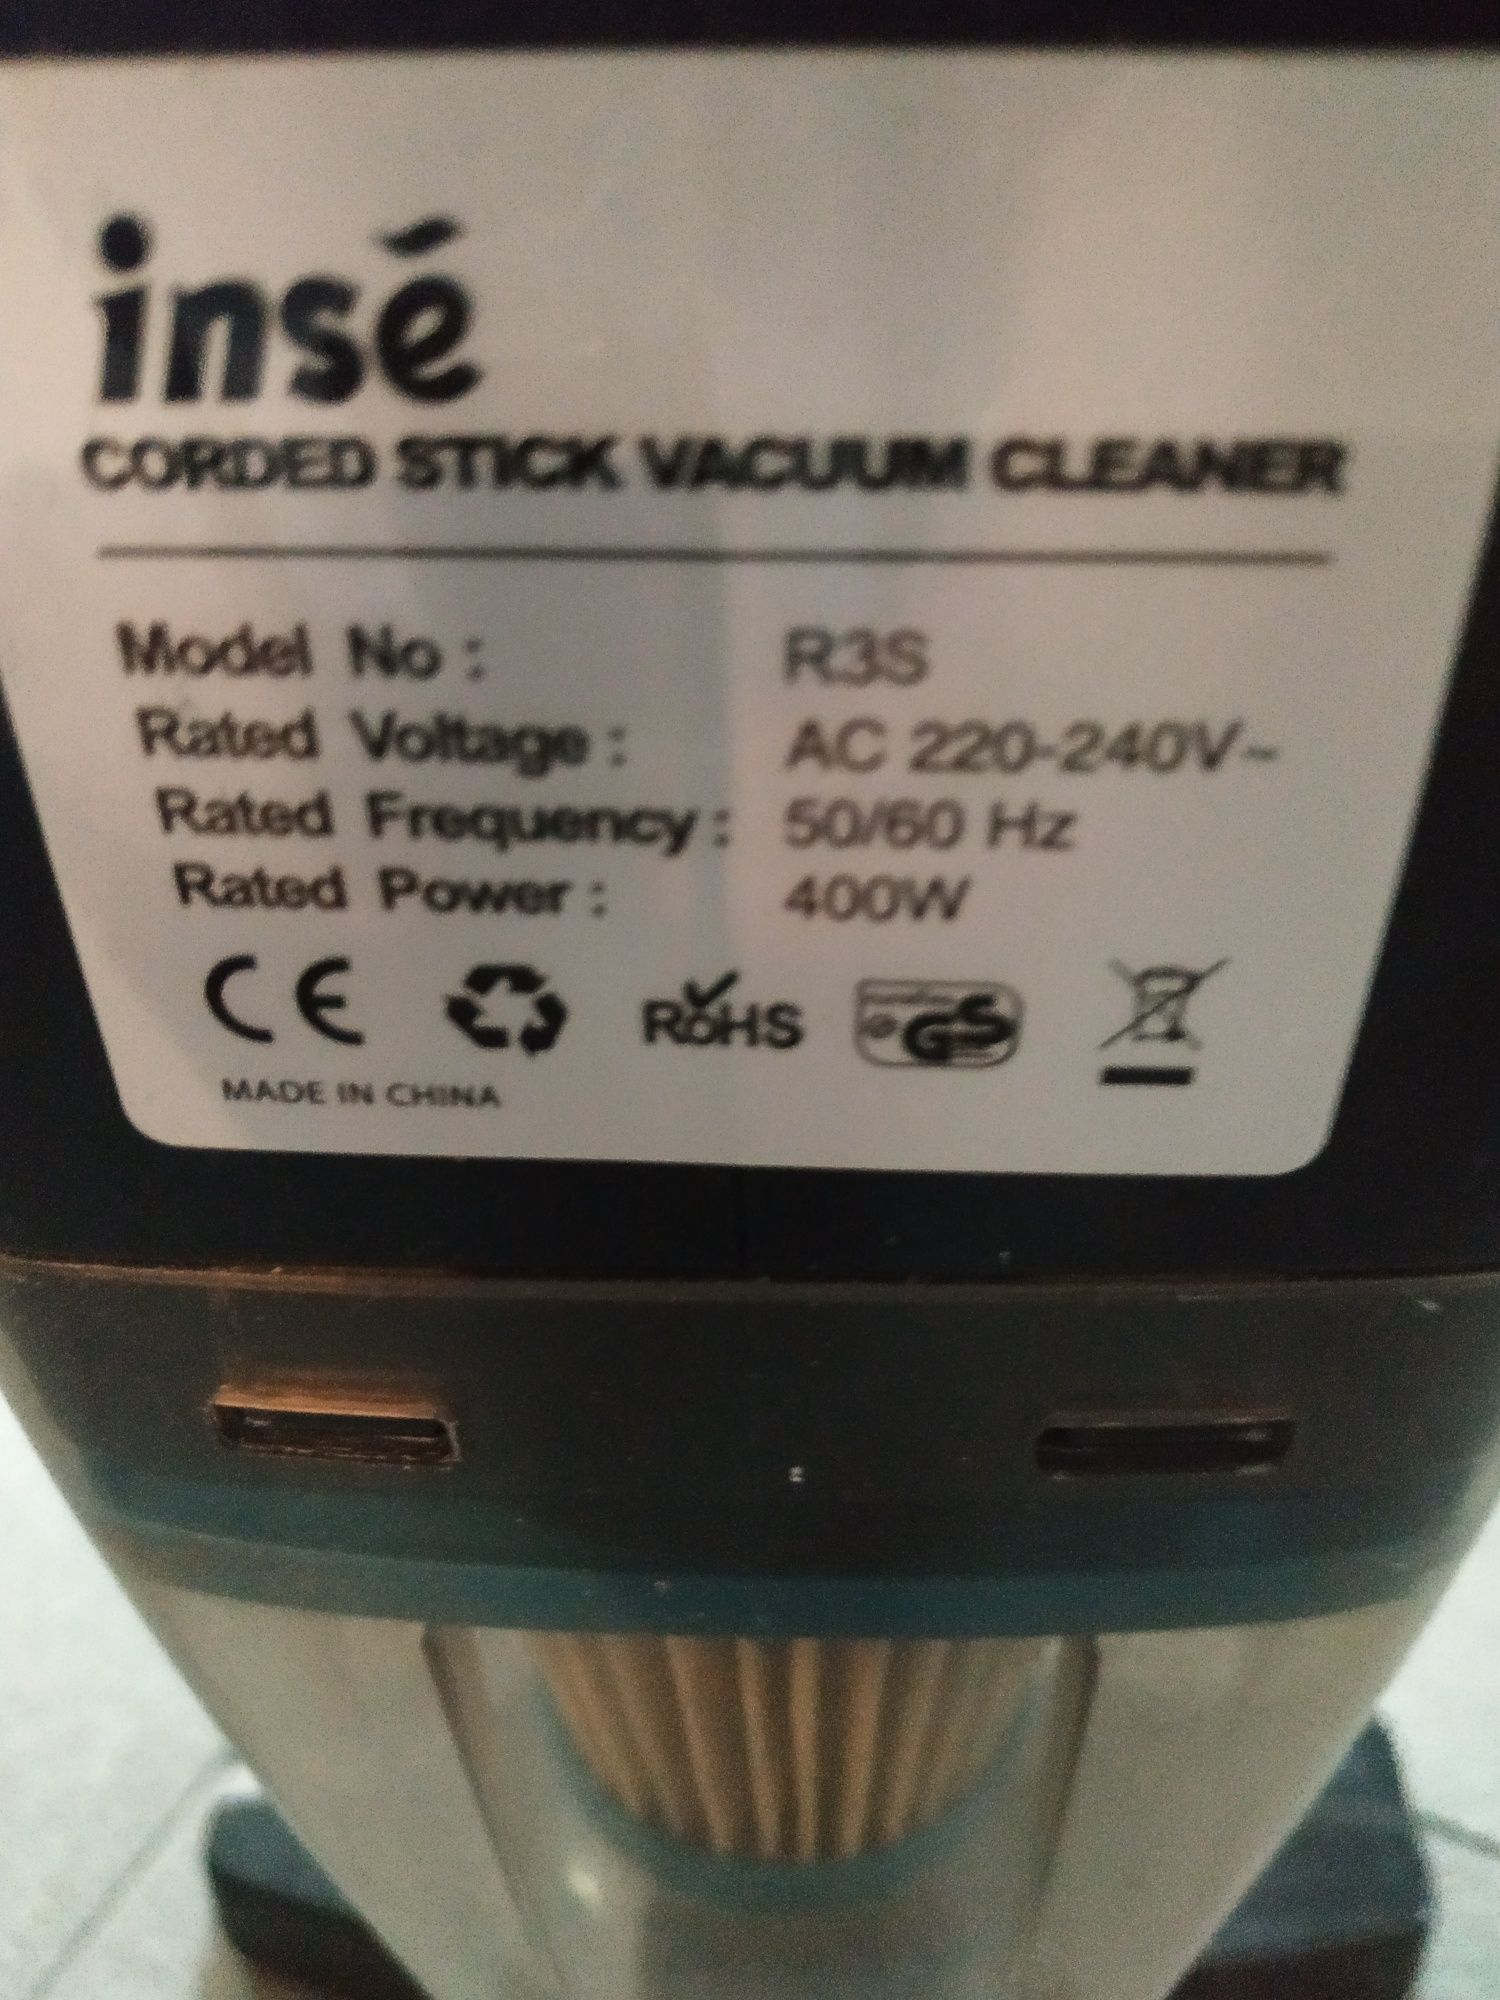 insē
CORDED STICK VACUUM CLEANER
Model No : R3S
Rated Voltage : AC 220-240V~
Rated Frequency : 50/60 Hz
Rated Power : 400W
CE RoHS GS
MADE IN CHINA